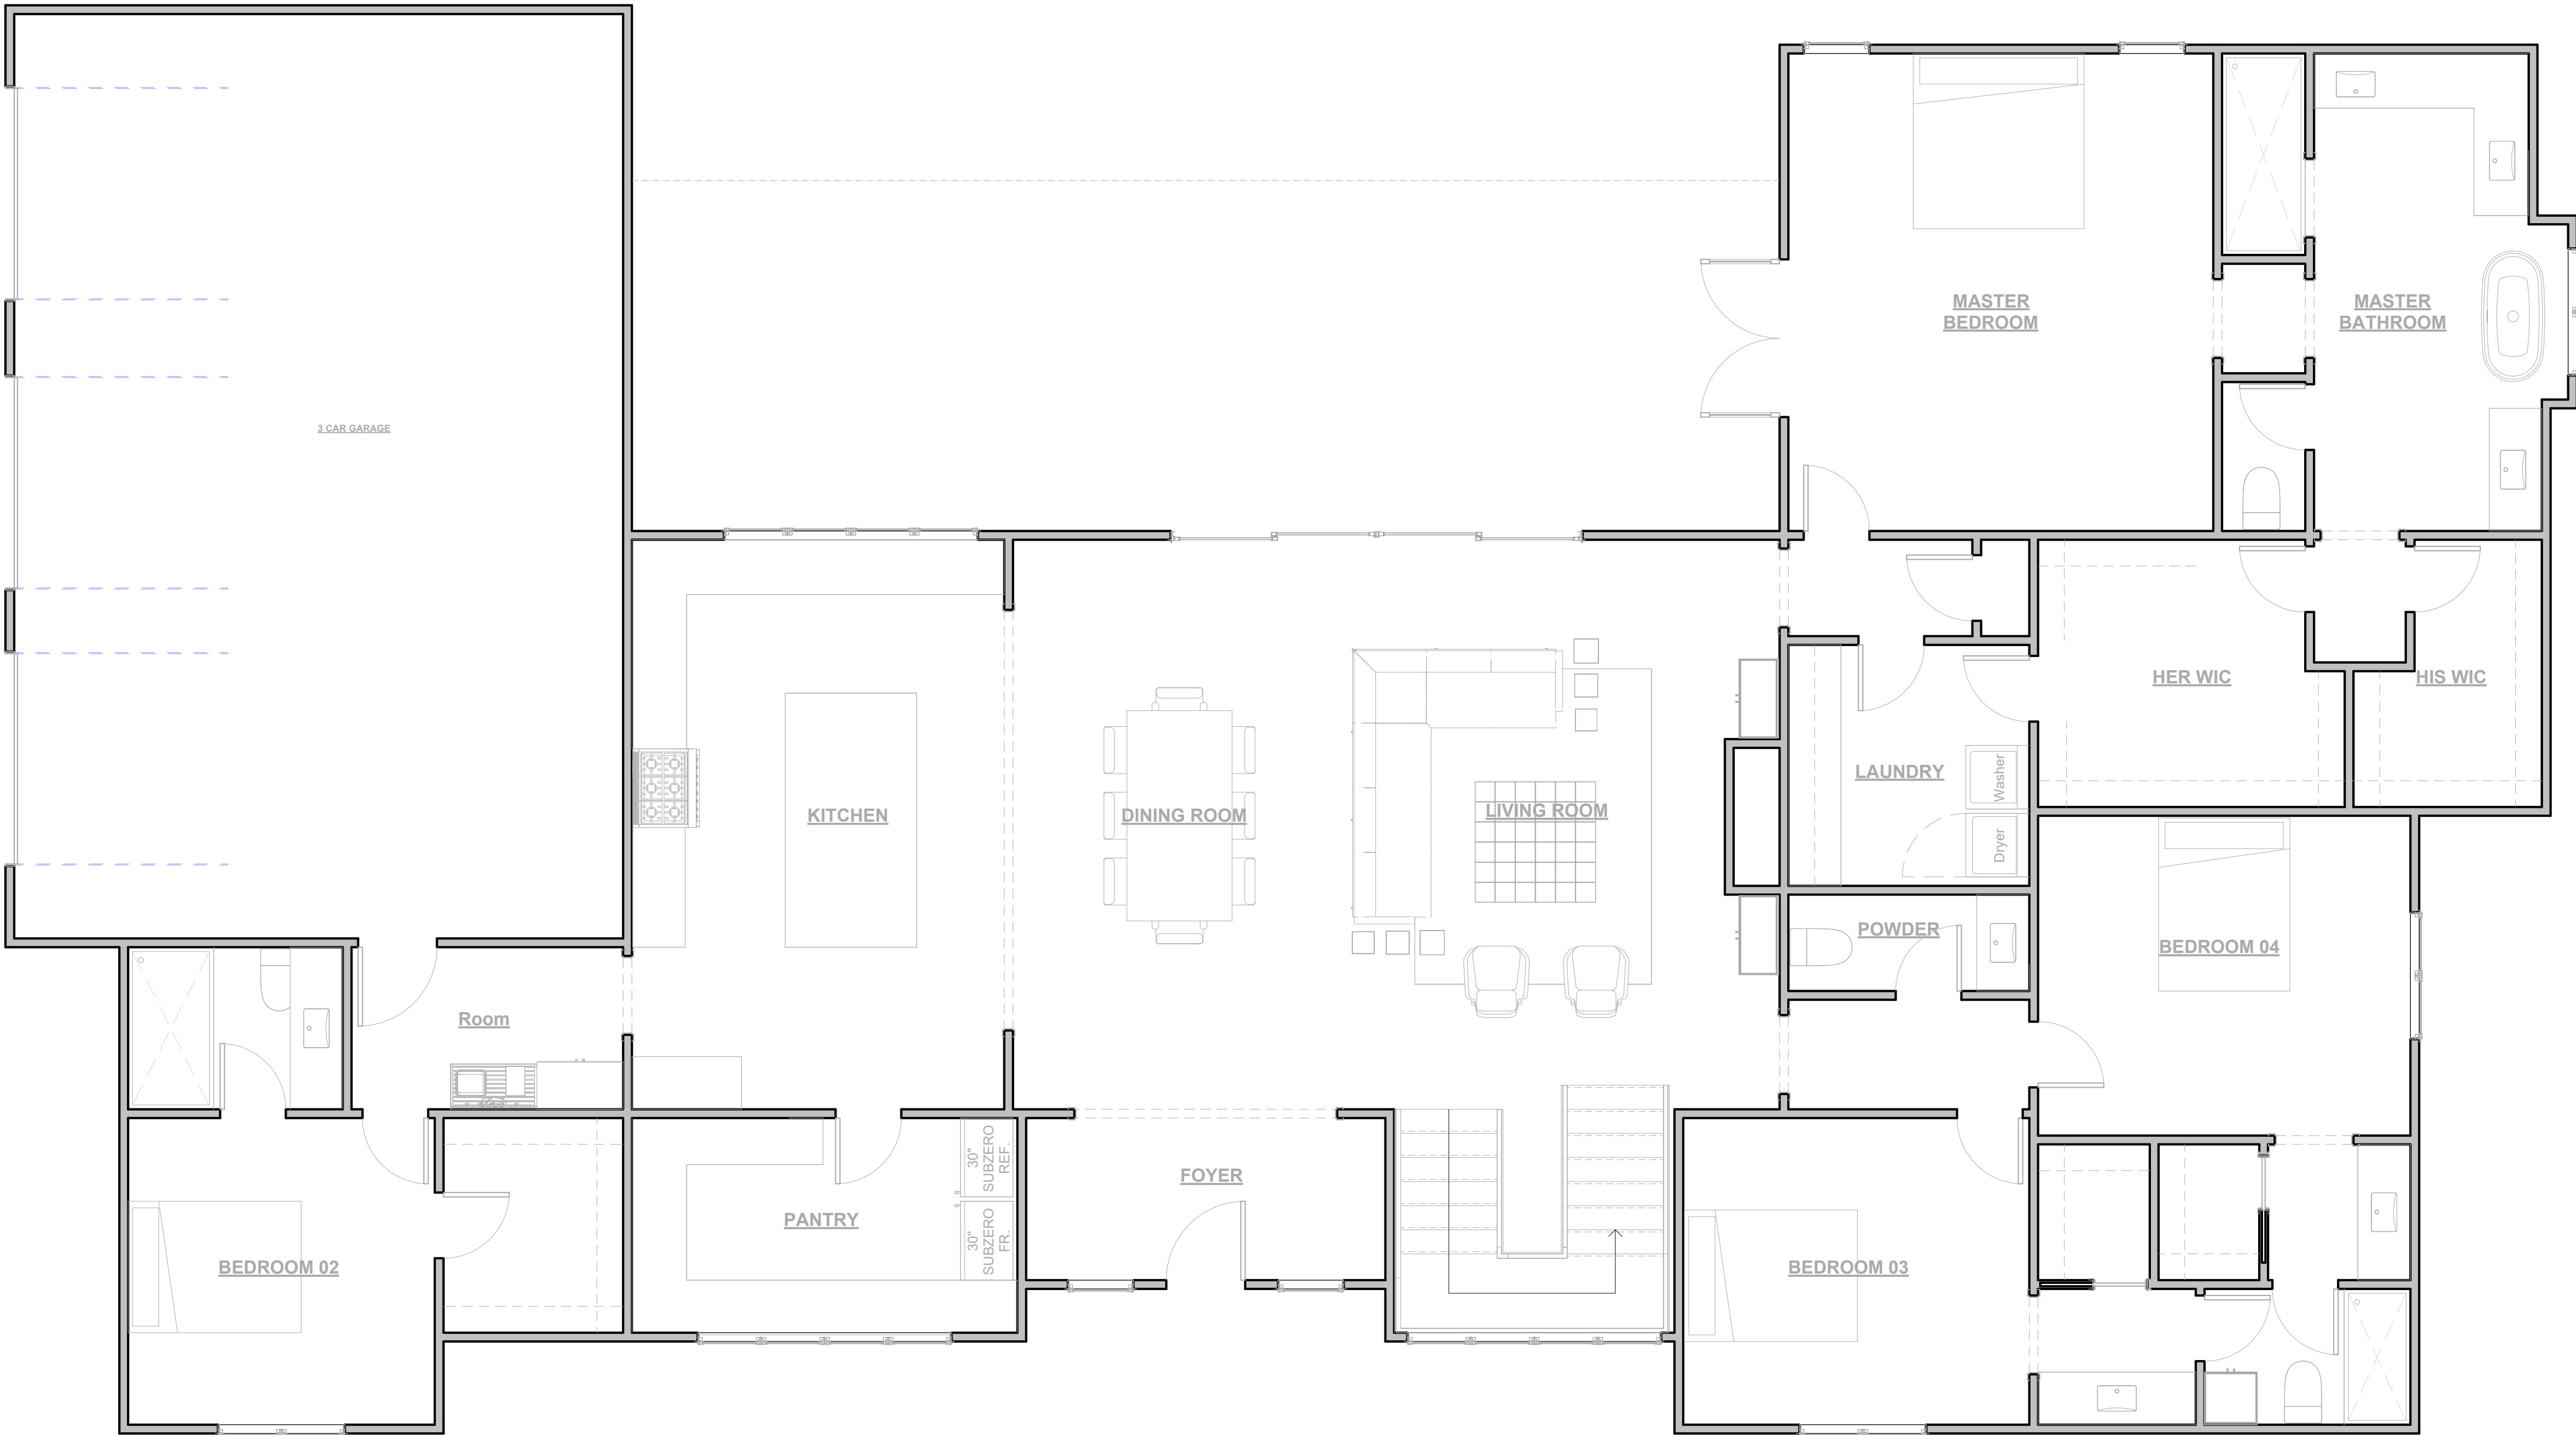 MASTER
BEDROOM
MASTER
BATHROOM
3 CAR GARAGE
HER WIC
HIS WIC
LAUNDRY
Washer
Dryer
KITCHEN
DINING ROOM
LIVING ROOM
POWDER
BEDROOM 04
Room
FOYER
30"
SUBZERO
REF.
PANTRY
30"
SUBZERO
FR.
BEDROOM 02
BEDROOM 03